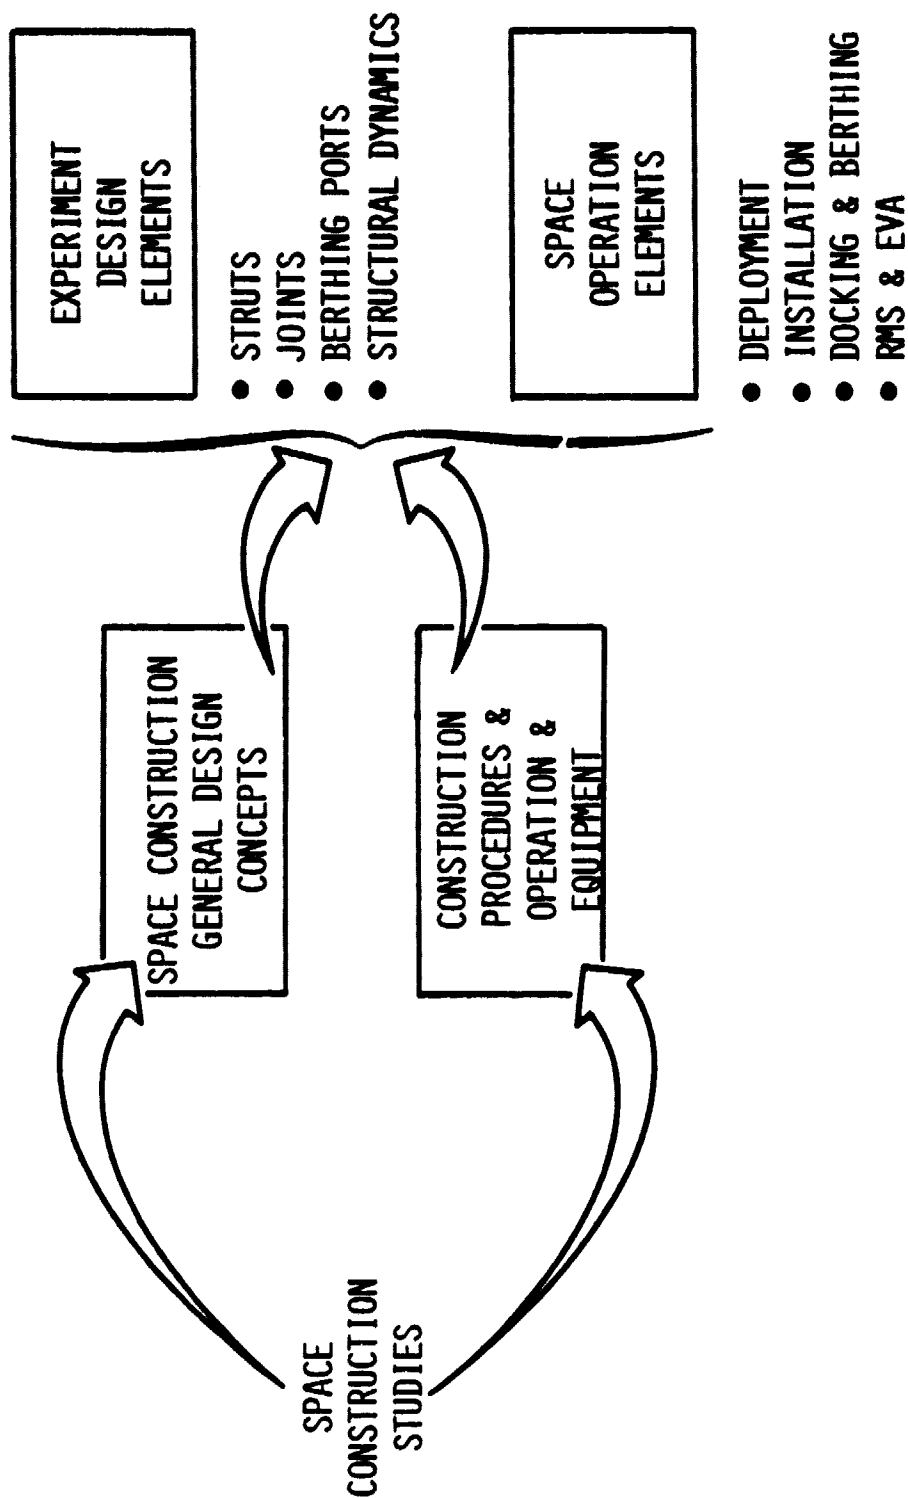 SPACE
CONSTRUCTION
STUDIES
SPACE CONSTRUCTION
GENERAL DESIGN
CONCEPTS
CONSTRUCTION
PROCEDURES &
OPERATION &
EQUIPMENT
EXPERIMENT
DESIGN
ELEMENTS
● STRUTS
● JOINTS
● BERTHING PORTS
● STRUCTURAL DYNAMICS
SPACE
OPERATION
ELEMENTS
● DEPLOYMENT
● INSTALLATION
● DOCKING & BERTHING
● RMS & EVA